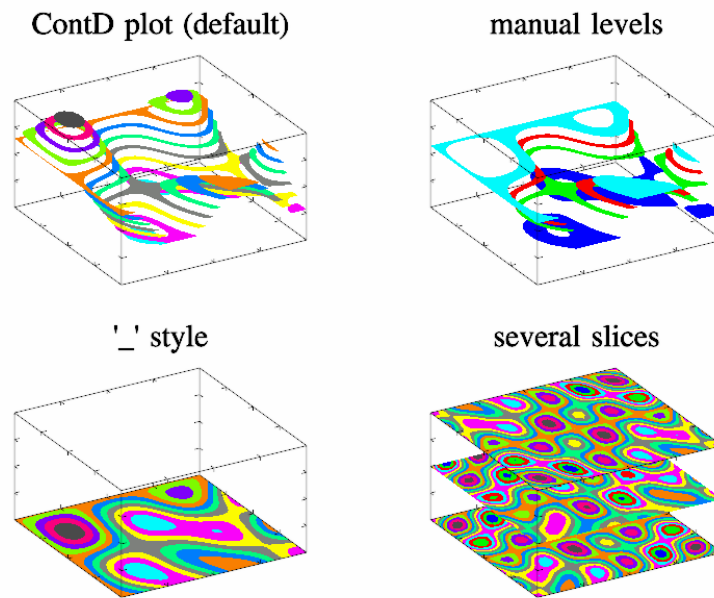 ContD plot (default)
manual levels
'_' style
several slices